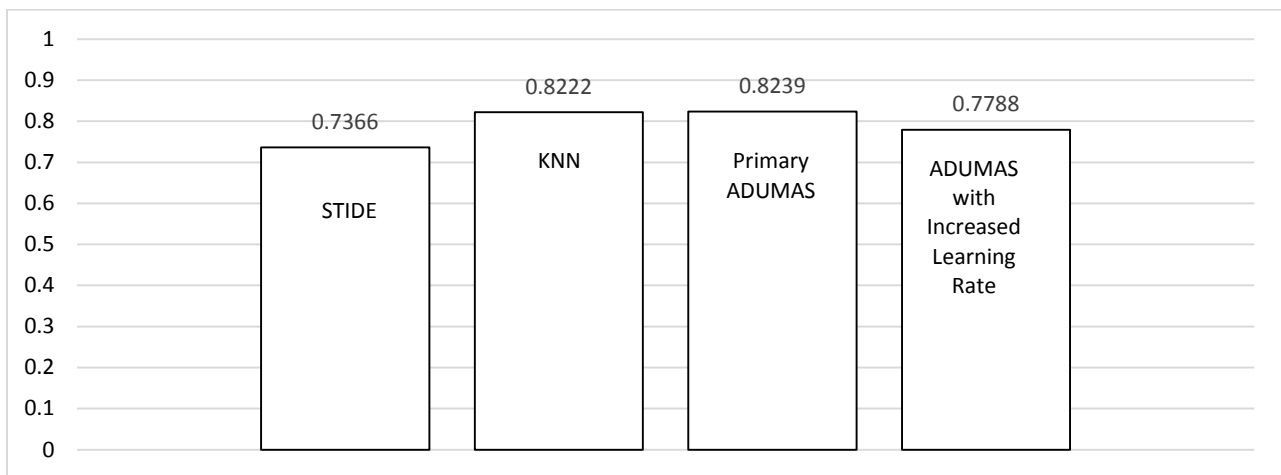 1
0.9
0.8
0.7
0.6
0.5
0.4
0.3
0.2
0.1
0
0.7366
0.8222
0.8239
0.7788
STIDE
KNN
Primary
ADUMAS
ADUMAS
with
Increased
Learning
Rate